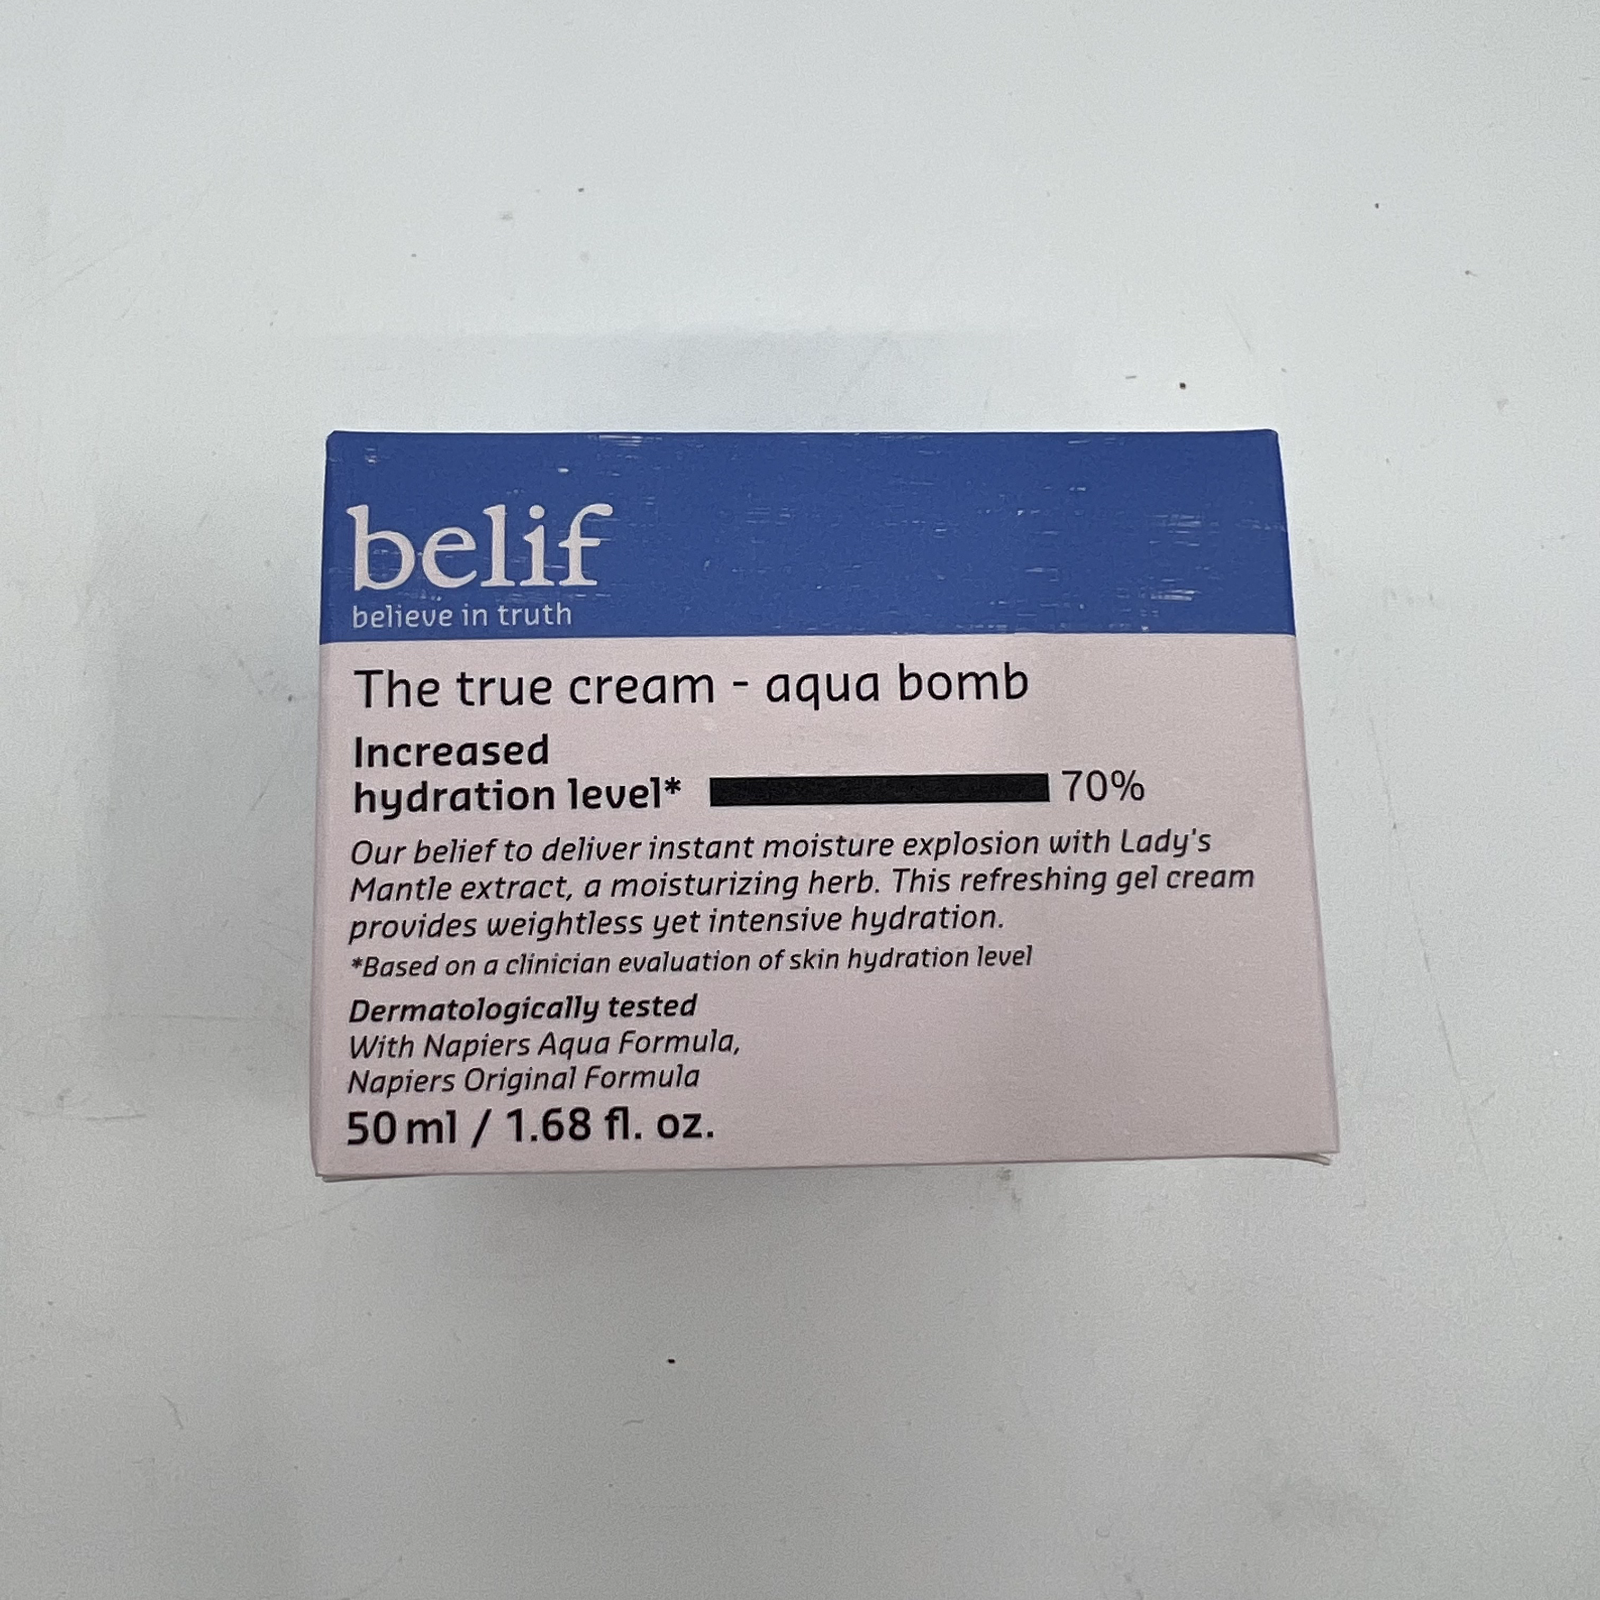 belif
believe in truth
The true cream - aqua bomb
Increased
hydration level* 70%
Our belief to deliver instant moisture explosion with Lady's
Mantle extract, a moisturizing herb. This refreshing gel cream
provides weightless yet intensive hydration.
*Based on a clinician evaluation of skin hydration level
Dermatologically tested
With Napiers Aqua Formula,
Napiers Original Formula
50 ml / 1.68 fl. oz.